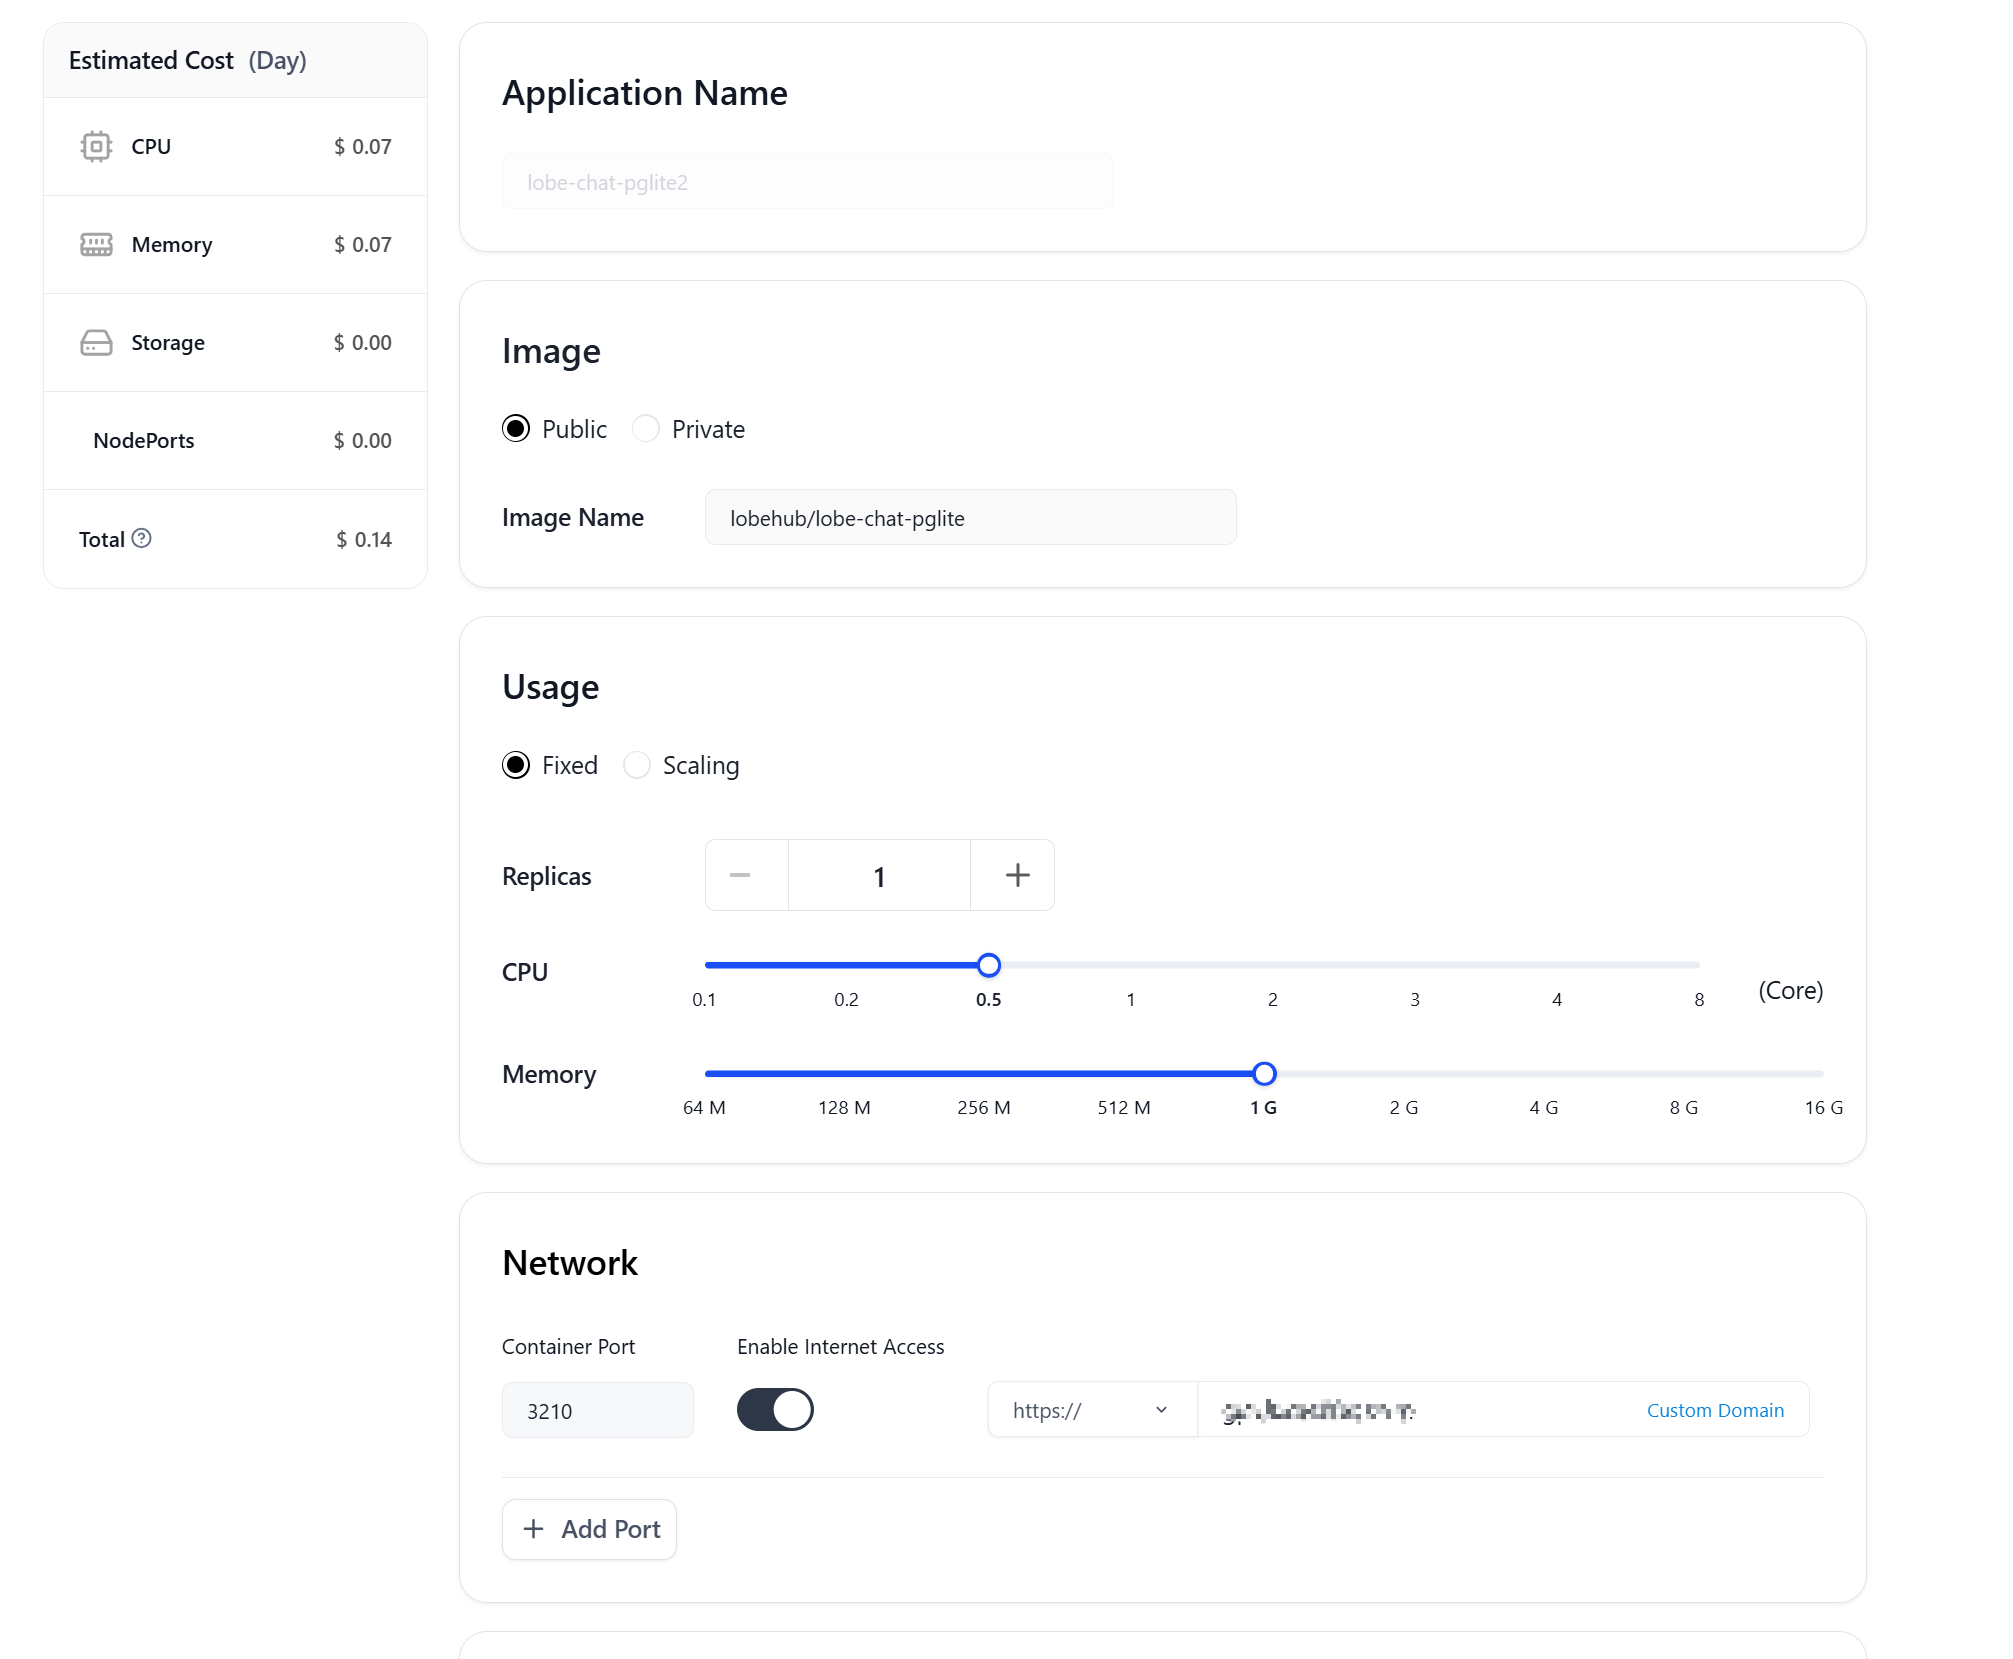 Estimated Cost (Day)
CPU $ 0.07
Memory $ 0.07
Storage $ 0.00
NodePorts $ 0.00
Total $ 0.14
Application Name
lobe-chat-pglite2
Image
Public Private
Image Name lobehub/lobe-chat-pglite
Usage
Fixed Scaling
Replicas 1
CPU
0.1 0.2 0.5 1 2 3 4 8 (Core)
Memory
64 M 128 M 256 M 512 M 1 G 2 G 4 G 8 G 16 G
Network
Container Port Enable Internet Access
3210 https:// Custom Domain
Add Port